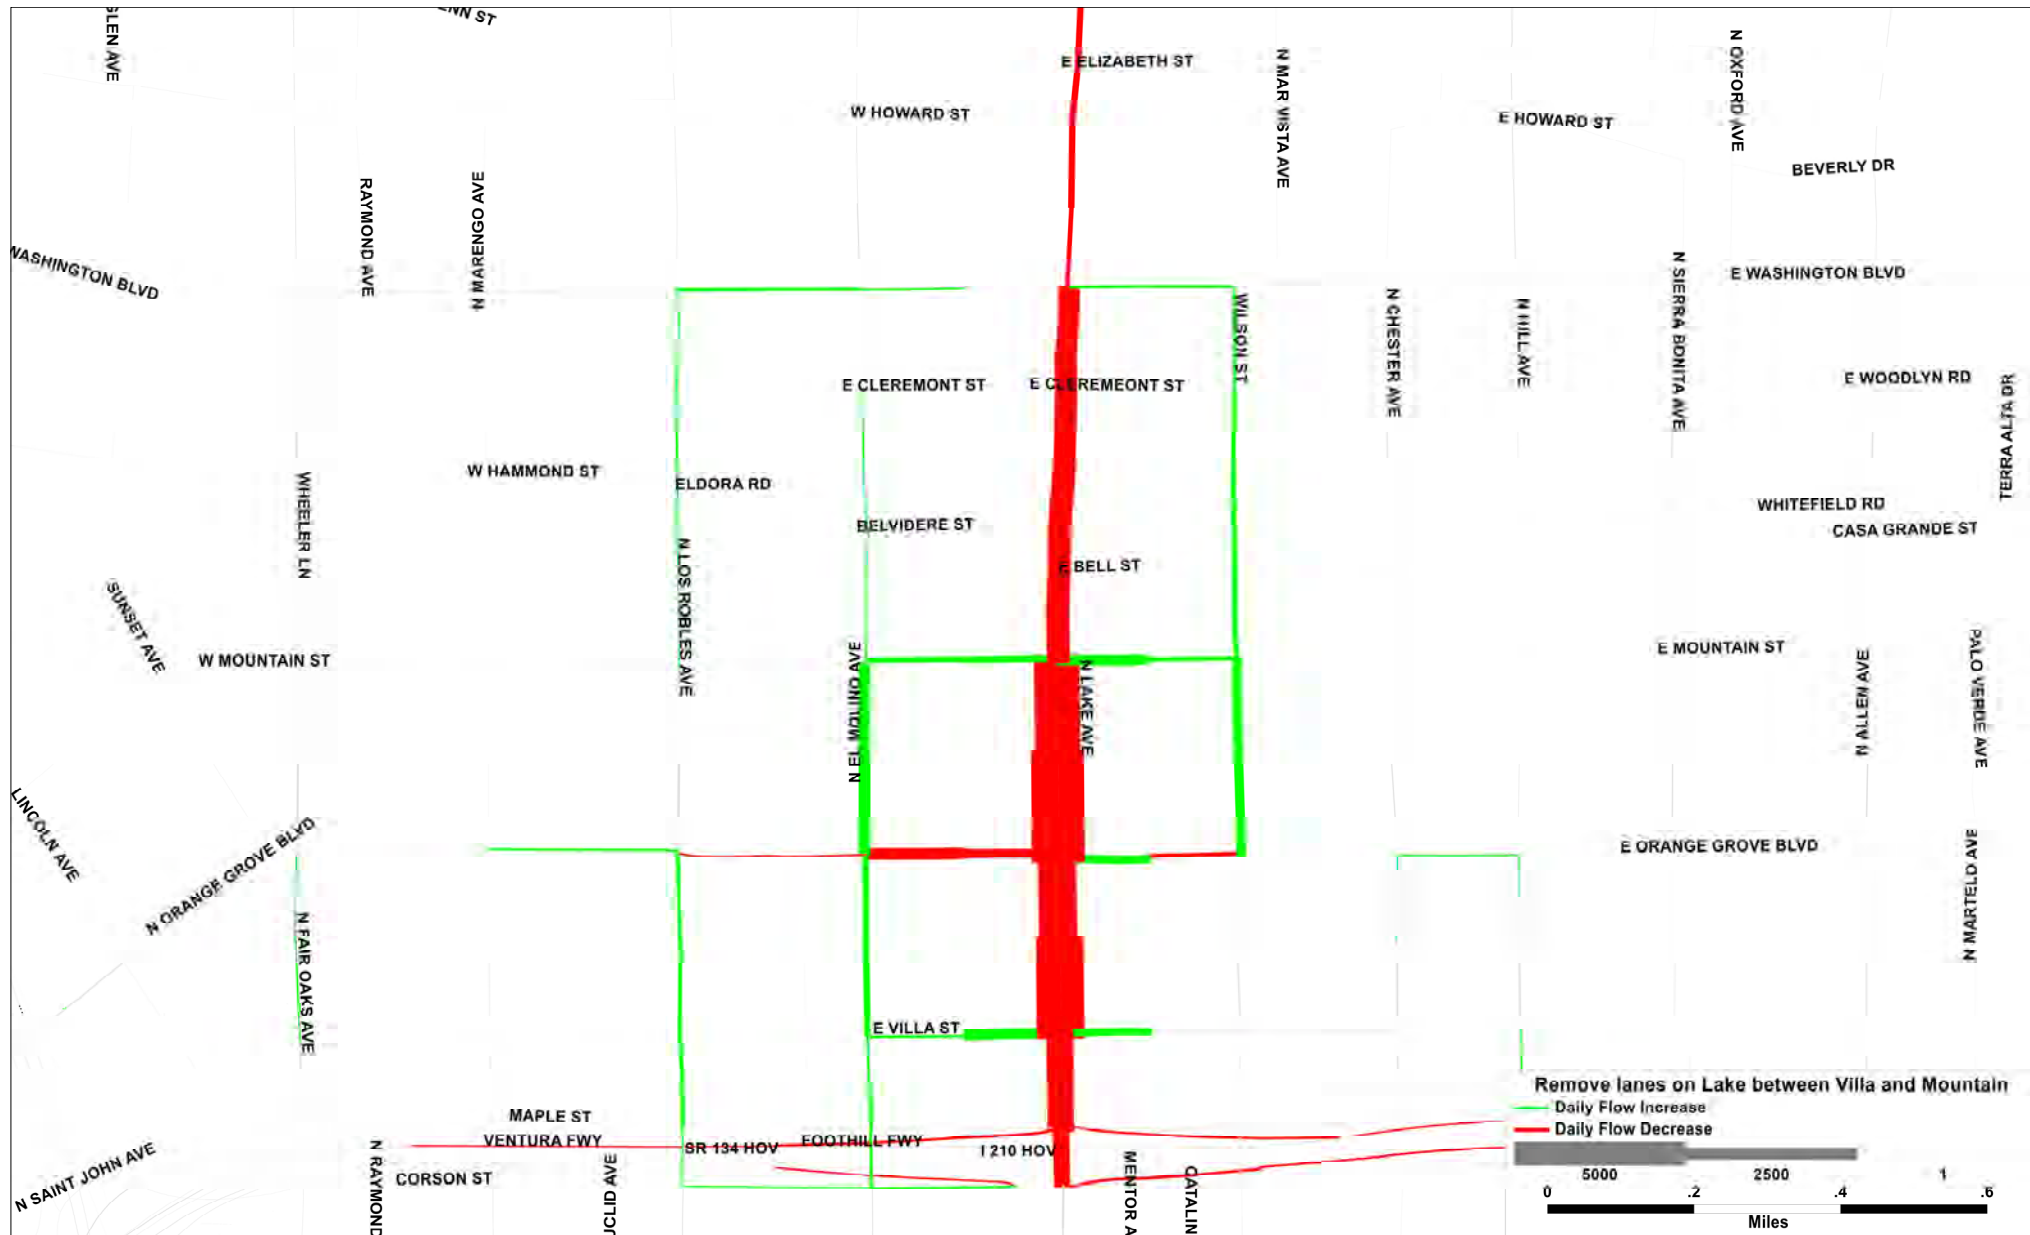 E ELIZABETH ST
N MAR VISTA AVE
N OXFORD AVE
W HOWARD ST
E HOWARD ST
BEVERLY DR
RAYMOND AVE
N MARENGO AVE
WASHINGTON BLVD
E WASHINGTON BLVD
WILSON ST
N CHESTER AVE
N HILL AVE
N SIERRA BONITA AVE
E CLEREMONT ST
E CLEREMEONT ST
E WOODLYN RD
TERRA ALTA DR
W HAMMOND ST
ELDORA RD
WHEELER LN
BELVIDERE ST
WHITEFIELD RD
CASA GRANDE ST
E BELL ST
N LOS ROBLES AVE
SUNSET AVE
W MOUNTAIN ST
E MOUNTAIN ST
N EL MOLINO AVE
N LAKE AVE
N ALLEN AVE
PALO VERDE AVE
LINCOLN AVE
N ORANGE GROVE BLVD
E ORANGE GROVE BLVD
N MARTELO AVE
N FAIR OAKS AVE
E VILLA ST
Remove lanes on Lake between Villa and Mountain
Daily Flow Increase
Daily Flow Decrease
5000 2500 1
0 .2 .4 .6
Miles
MAPLE ST
VENTURA FWY
SR 134 HOV
FOOTHILL FWY
I 210 HOV
CORSON ST
N SAINT JOHN AVE
N RAYMOND
UCLID AVE
MENTOR A
CATALIN